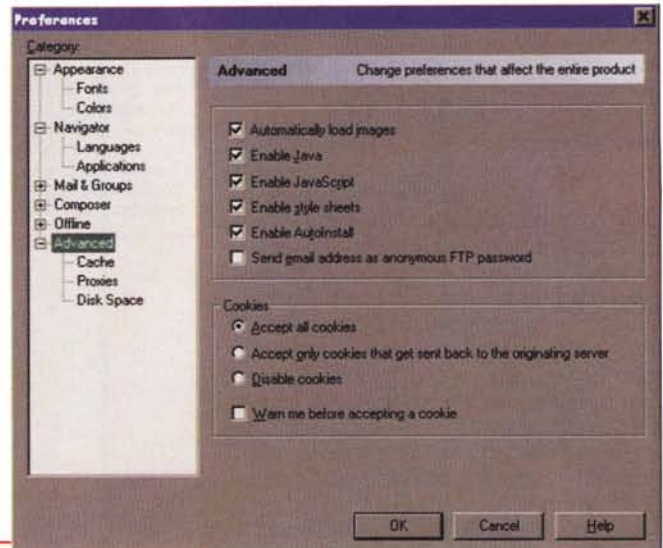 Preferences
Category:
Appearance
Fonts
Colors
Navigator
Languages
Applications
Mail & Groups
Composer
Offline
Advanced
Cache
Proxies
Disk Space
Advanced Change preferences that affect the entire product
Automatically load images
Enable Java
Enable JavaScript
Enable style sheets
Enable AutoInstall
Send email address as anonymous FTP password
Cookies
Accept all cookies
Accept only cookies that get sent back to the originating server
Disable cookies
Warn me before accepting a cookie
OK Cancel Help